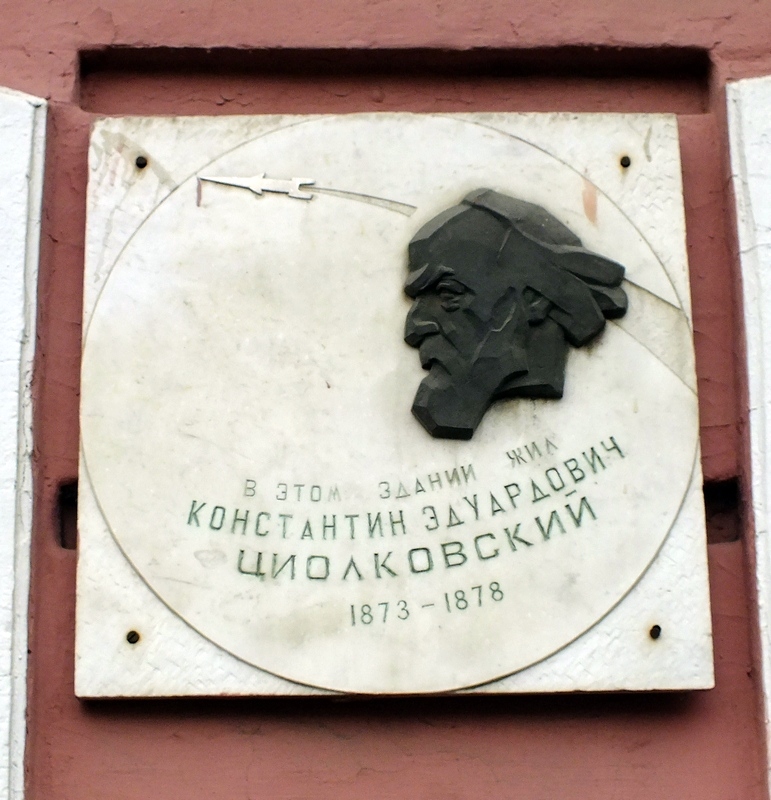 В ЭТОМ ЗДАНИИ ЖИЛ
КОНСТАНТИН ЭДУАРДОВИЧ
ЦИОЛКОВСКИЙ
1873-1878